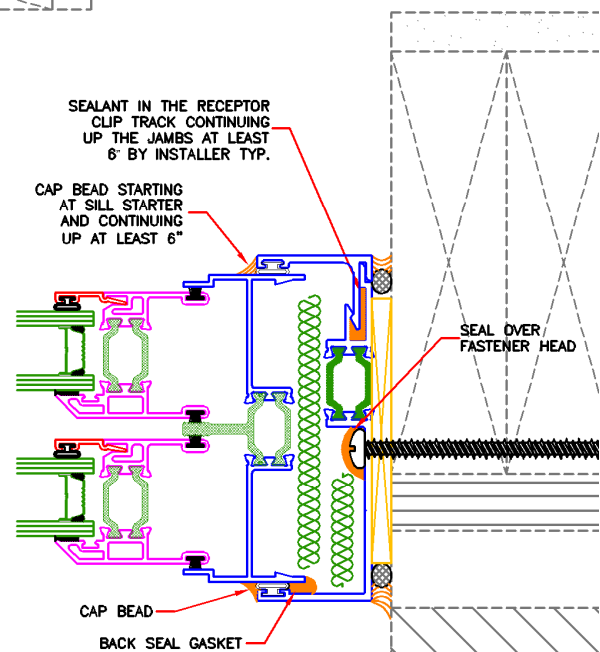 SEALANT IN THE RECEPTOR
CLIP TRACK CONTINUING
UP THE JAMBS AT LEAST
6" BY INSTALLER TYP.
CAP BEAD STARTING
AT SILL STARTER
AND CONTINUING
UP AT LEAST 6"
SEAL OVER
FASTENER HEAD
CAP BEAD
BACK SEAL GASKET